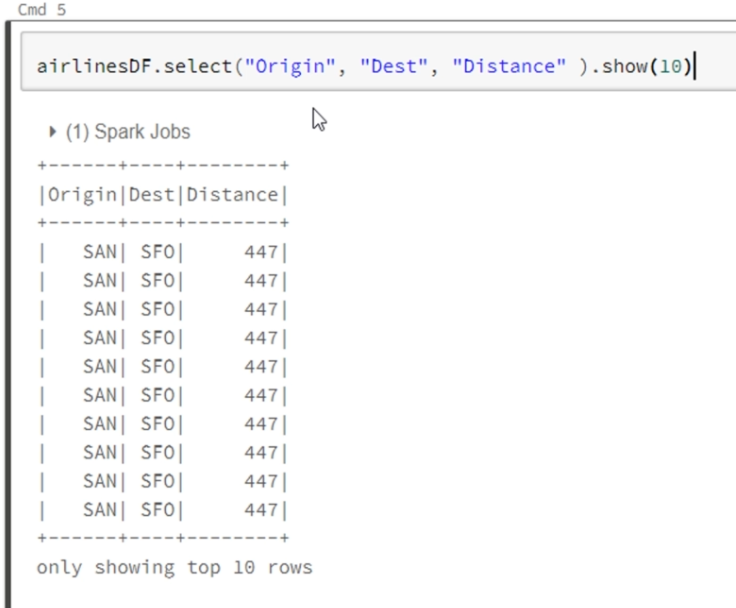 Cmd 5
airlinesDF.select("Origin", "Dest", "Distance" ).show(10)
(1) Spark Jobs
+------+----+--------+
|Origin|Dest|Distance|
+------+----+--------+
|   SAN| SFO|     447|
|   SAN| SFO|     447|
|   SAN| SFO|     447|
|   SAN| SFO|     447|
|   SAN| SFO|     447|
|   SAN| SFO|     447|
|   SAN| SFO|     447|
|   SAN| SFO|     447|
|   SAN| SFO|     447|
|   SAN| SFO|     447|
+------+----+--------+
only showing top 10 rows